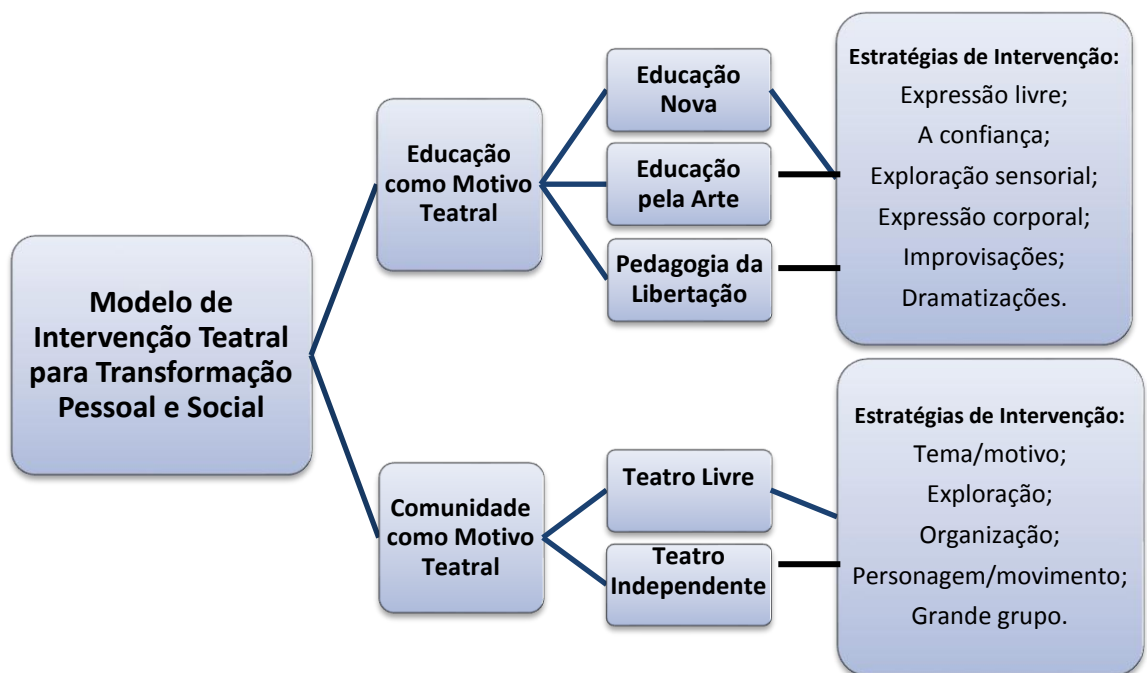 Modelo de
Intervenção Teatral
para Transformação
Pessoal e Social
Educação
como Motivo
Teatral
Educação
Nova
Educação
pela Arte
Pedagogia da
Libertação
Estratégias de Intervenção:
Expressão livre;
A confiança;
Exploração sensorial;
Expressão corporal;
Improvisações;
Dramatizações.
Comunidade
como Motivo
Teatral
Teatro Livre
Teatro
Independente
Estratégias de Intervenção:
Tema/motivo;
Exploração;
Organização;
Personagem/movimento;
Grande grupo.